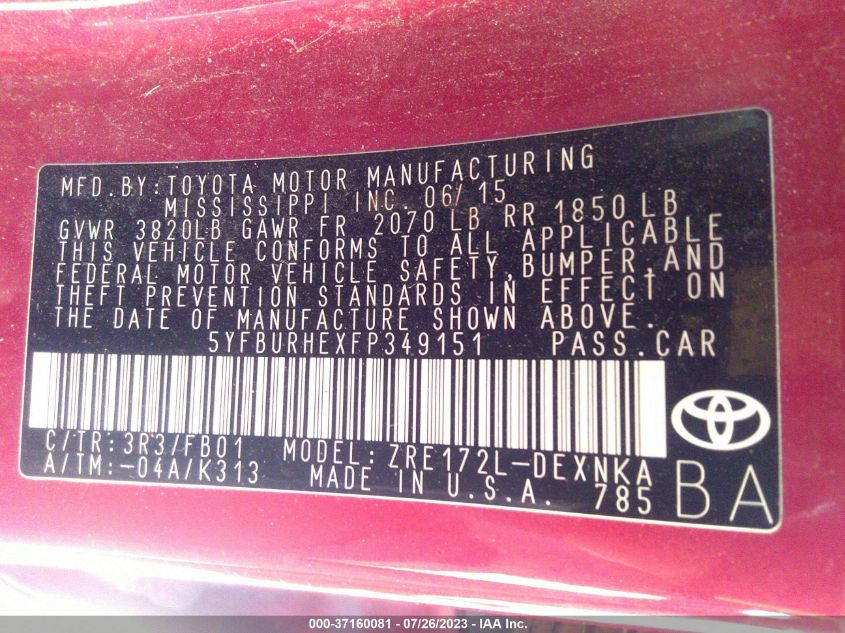 MFD.BY:TOYOTA MOTOR MANUFACTURING
MISSISSIPPI INC. 06/15
GVWR 3820LB GAWR FR 2070 LB RR 1850 LB
THIS VEHICLE CONFORMS TO ALL APPLICABLE
FEDERAL MOTOR VEHICLE SAFETY,BUMPER,AND
THEFT PREVENTION STANDARDS IN EFFECT ON
THE DATE OF MANUFACTURE SHOWN ABOVE.
5YFBURHEXFP349151 PASS.CAR
C/TR:3R3/FB01 MODEL:ZRE172L-DEXNKA
A/TM:-04A/K313 MADE IN U.S.A. 785 BA
000-37160081 - 07/26/2023 - IAA Inc.